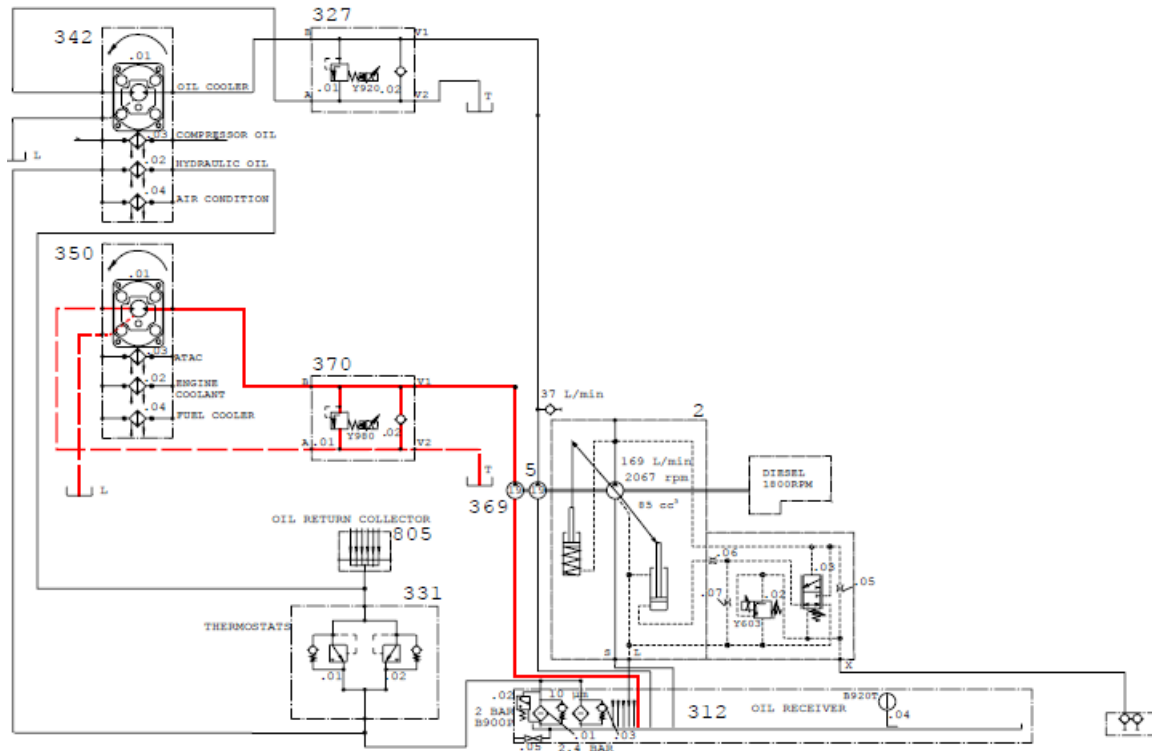 342
.01
OIL COOLER
.03 COMPRESSOR OIL
.02 HYDRAULIC OIL
.04
AIR CONDITION
L
327
B
V1
.01
Y920
.02
A
V2
T
350
.01
.03
ATAC
.02
ENGINE
COOLANT
.04
FUEL COOLER
L
370
B
V1
Y980
.02
A
.01
V2
T
37 L/min
2
169 L/min
2067 rpm
85 cc³
5
19
19
369
DIESEL
1800RPM
.06
.03
.05
.07
.02
Y603
S
L
X
OIL RETURN COLLECTOR
805
331
THERMOSTATS
.01
.02
.02
10 µm
2 BAR
B900P
.01
.03
.05
2.4 BAR
312
OIL RECEIVER
B920T
.04